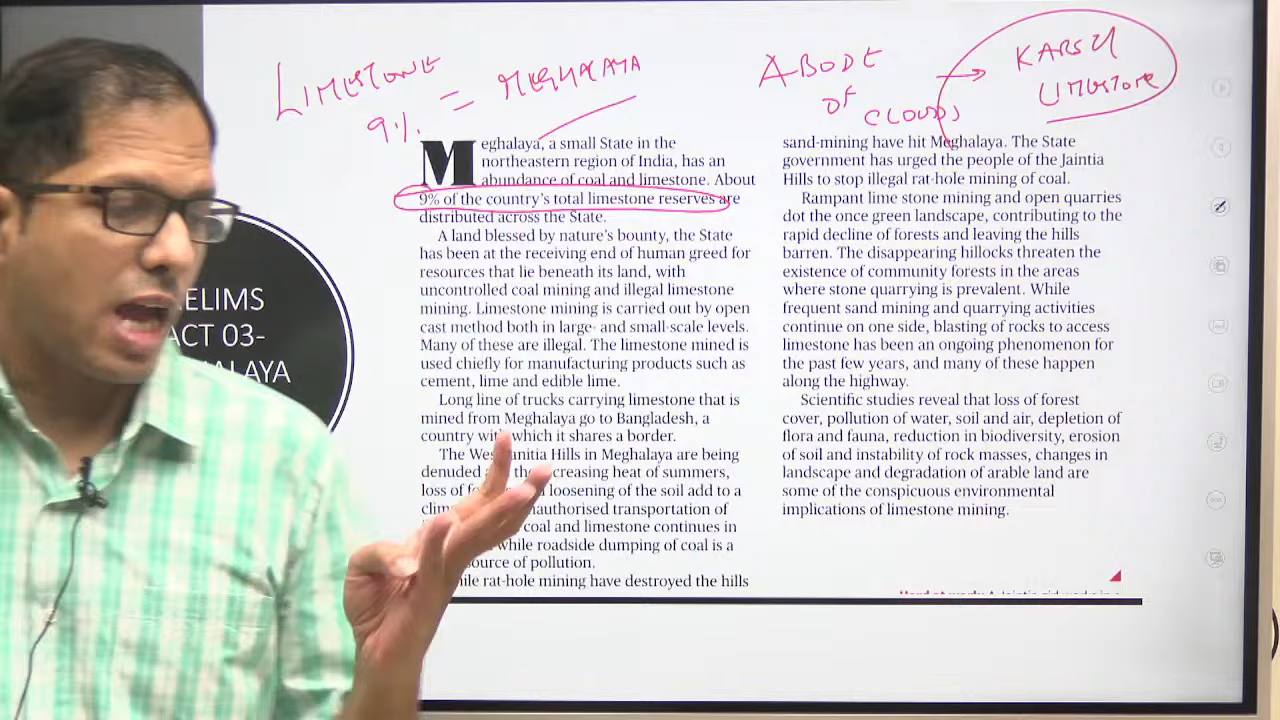 LIMESTONE
9%
= MEGHALAYA
ABODE
OF
CLOUDS
→ KARST
LIMESTONE
ELIMS
ACT 03-
ALAYA
Meghalaya, a small State in the
northeastern region of India, has an
abundance of coal and limestone. About
9% of the country's total limestone reserves are
distributed across the State.
A land blessed by nature's bounty, the State
has been at the receiving end of human greed for
resources that lie beneath its land, with
uncontrolled coal mining and illegal limestone
mining. Limestone mining is carried out by open
cast method both in large- and small-scale levels.
Many of these are illegal. The limestone mined is
used chiefly for manufacturing products such as
cement, lime and edible lime.
Long line of trucks carrying limestone that is
mined from Meghalaya go to Bangladesh, a
country with which it shares a border.
The Wes anitia Hills in Meghalaya are being
denuded a the creasing heat of summers,
loss of fo loosening of the soil add to a
clim nauthorised transportation of
coal and limestone continues in
while roadside dumping of coal is a
ource of pollution.
ile rat-hole mining have destroyed the hills
sand-mining have hit Meghalaya. The State
government has urged the people of the Jaintia
Hills to stop illegal rat-hole mining of coal.
Rampant lime stone mining and open quarries
dot the once green landscape, contributing to the
rapid decline of forests and leaving the hills
barren. The disappearing hillocks threaten the
existence of community forests in the areas
where stone quarrying is prevalent. While
frequent sand mining and quarrying activities
continue on one side, blasting of rocks to access
limestone has been an ongoing phenomenon for
the past few years, and many of these happen
along the highway.
Scientific studies reveal that loss of forest
cover, pollution of water, soil and air, depletion of
flora and fauna, reduction in biodiversity, erosion
of soil and instability of rock masses, changes in
landscape and degradation of arable land are
some of the conspicuous environmental
implications of limestone mining.